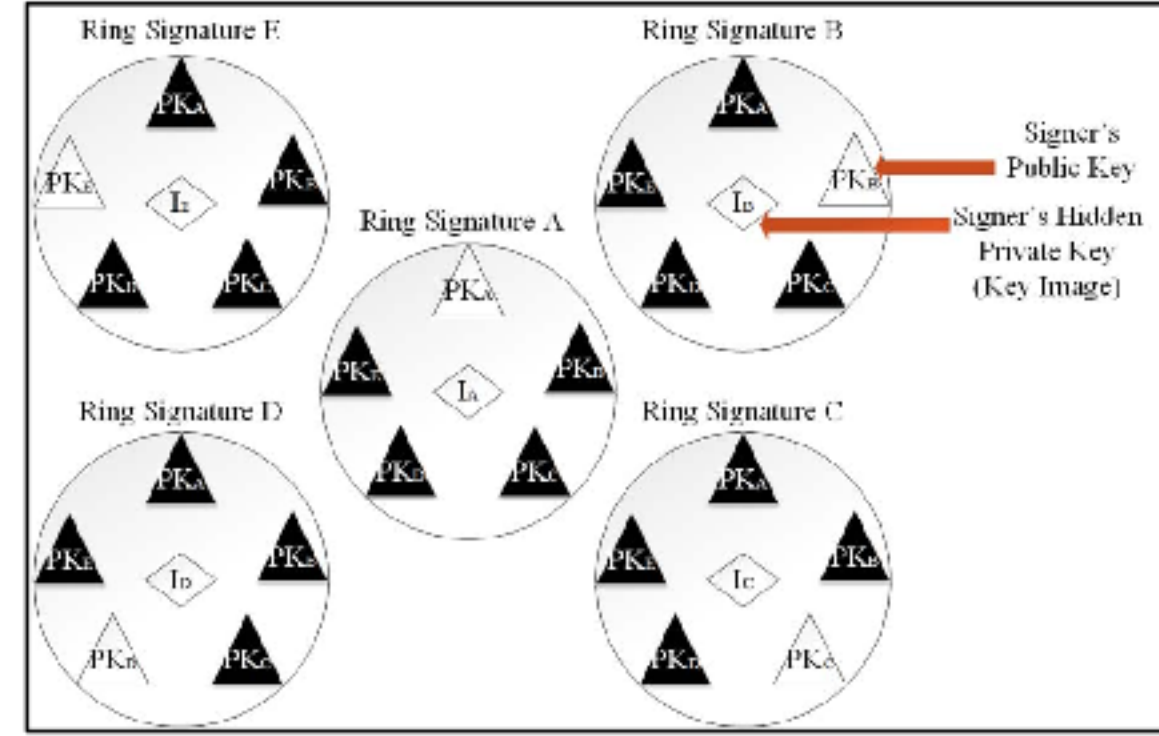 Ring Signature E
PKA
PKE
PKB
IE
PKD
PKC
Ring Signature B
PKA
PKE
PKB
IB
PKD
PKC
Signer's
Public Key
Signer's Hidden
Private Key
(Key Image)
Ring Signature A
PKA
PKE
PKB
IA
PKD
PKC
Ring Signature D
PKA
PKE
PKB
ID
PKD
PKC
Ring Signature C
PKA
PKE
PKB
IC
PKD
PKC